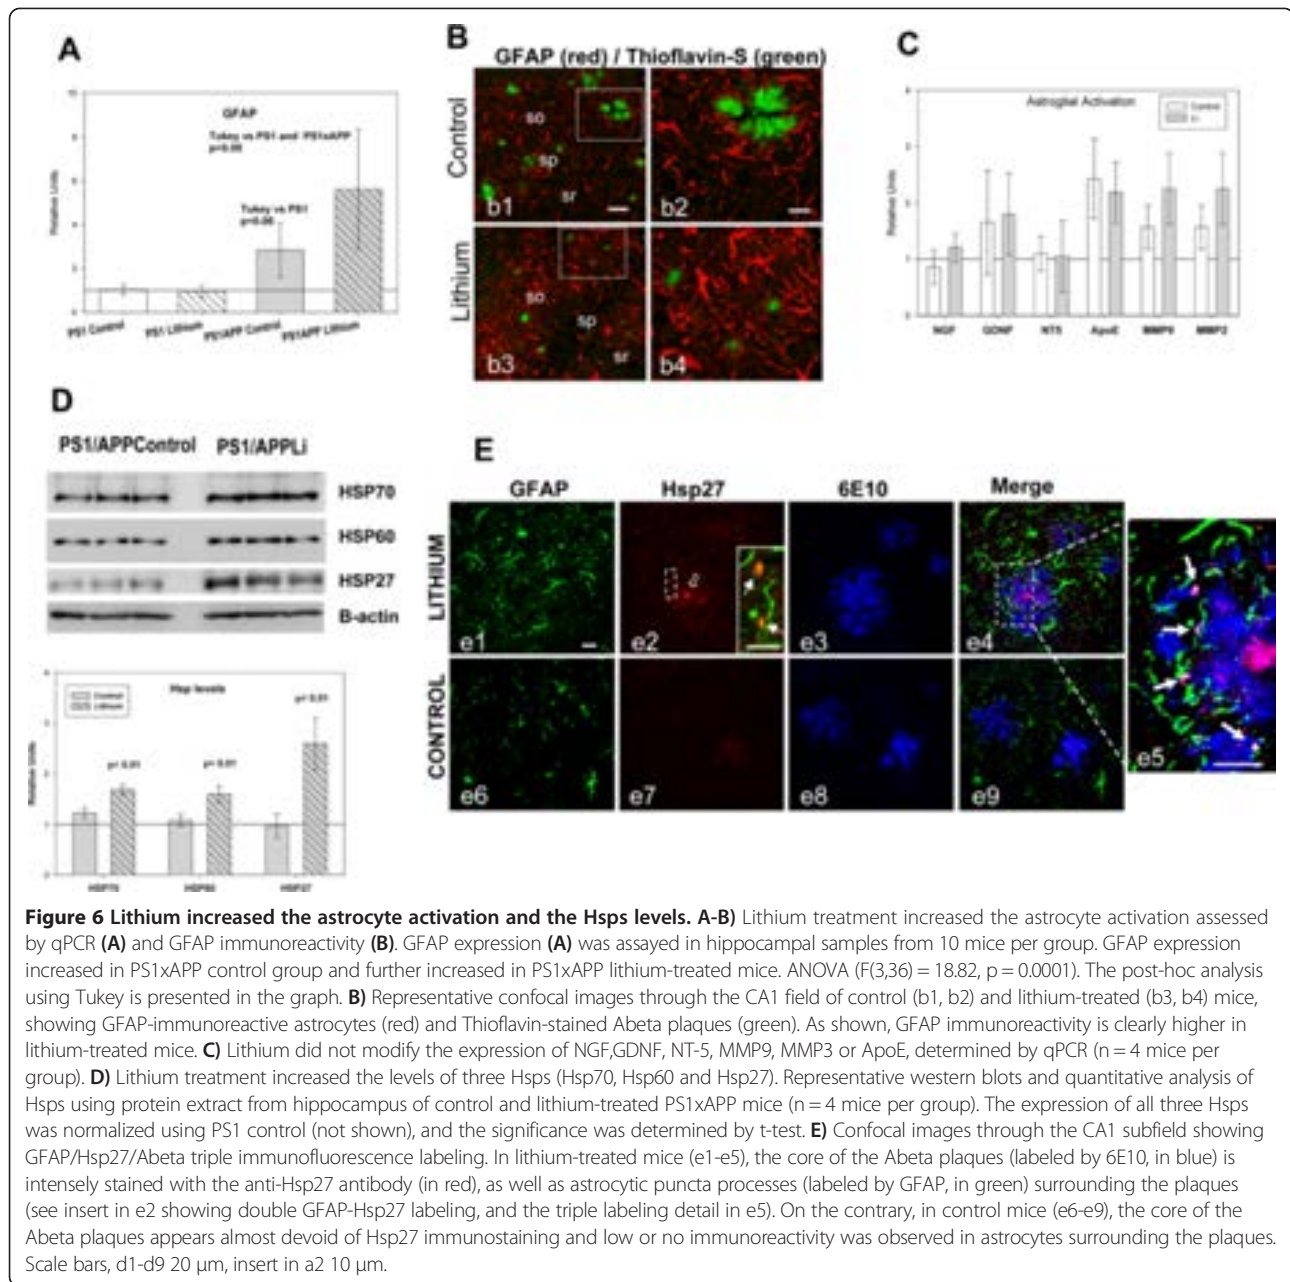 A
GFAP
Tukey vs PS1 and PS1xAPP
p<0.05
Tukey vs PS1
p<0.05
Relative Units
PS1 Control
PS1 Lithium
PS1/APP Control
PS1APP Lithium
B
GFAP (red) / Thioflavin-S (green)
Control
Lithium
so
sp
sr
b1
b2
so
sp
sr
b3
b4
C
Astroglial Activation
Control
Li
Relative Units
NGF
GDNF
NT5
ApoE
MMP9
MMP2
D
PS1/APPControl
PS1/APPLi
HSP70
HSP60
HSP27
B-actin
Hsp levels
Control
Lithium
p< 0.01
p< 0.01
p< 0.01
Relative Units
HSP70
HSP60
HSP27
E
GFAP
Hsp27
6E10
Merge
LITHIUM
CONTROL
e1
e2
e3
e4
e5
e6
e7
e8
e9
Figure 6 Lithium increased the astrocyte activation and the Hsps levels. A-B) Lithium treatment increased the astrocyte activation assessed
by qPCR (A) and GFAP immunoreactivity (B). GFAP expression (A) was assayed in hippocampal samples from 10 mice per group. GFAP expression
increased in PS1xAPP control group and further increased in PS1xAPP lithium-treated mice. ANOVA (F(3,36) = 18.82, p = 0.0001). The post-hoc analysis
using Tukey is presented in the graph. B) Representative confocal images through the CA1 field of control (b1, b2) and lithium-treated (b3, b4) mice,
showing GFAP-immunoreactive astrocytes (red) and Thioflavin-stained Abeta plaques (green). As shown, GFAP immunoreactivity is clearly higher in
lithium-treated mice. C) Lithium did not modify the expression of NGF,GDNF, NT-5, MMP9, MMP3 or ApoE, determined by qPCR (n = 4 mice per
group). D) Lithium treatment increased the levels of three Hsps (Hsp70, Hsp60 and Hsp27). Representative western blots and quantitative analysis of
Hsps using protein extract from hippocampus of control and lithium-treated PS1xAPP mice (n = 4 mice per group). The expression of all three Hsps
was normalized using PS1 control (not shown), and the significance was determined by t-test. E) Confocal images through the CA1 subfield showing
GFAP/Hsp27/Abeta triple immunofluorescence labeling. In lithium-treated mice (e1-e5), the core of the Abeta plaques (labeled by 6E10, in blue) is
intensely stained with the anti-Hsp27 antibody (in red), as well as astrocytic puncta processes (labeled by GFAP, in green) surrounding the plaques
(see insert in e2 showing double GFAP-Hsp27 labeling, and the triple labeling detail in e5). On the contrary, in control mice (e6-e9), the core of the
Abeta plaques appears almost devoid of Hsp27 immunostaining and low or no immunoreactivity was observed in astrocytes surrounding the plaques.
Scale bars, d1-d9 20 μm, insert in a2 10 μm.